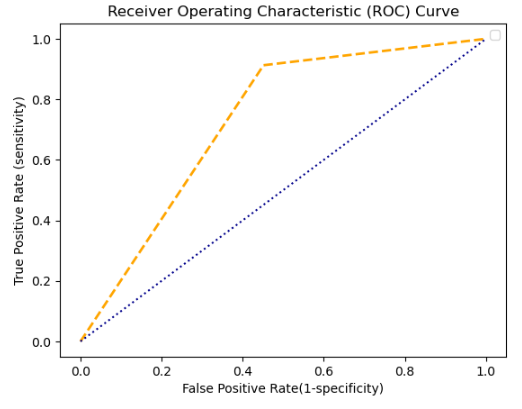 Receiver Operating Characteristic (ROC) Curve
1.0
0.8
0.6
0.4
0.2
0.0
True Positive Rate (sensitivity)
0.0 0.2 0.4 0.6 0.8 1.0
False Positive Rate(1-specificity)